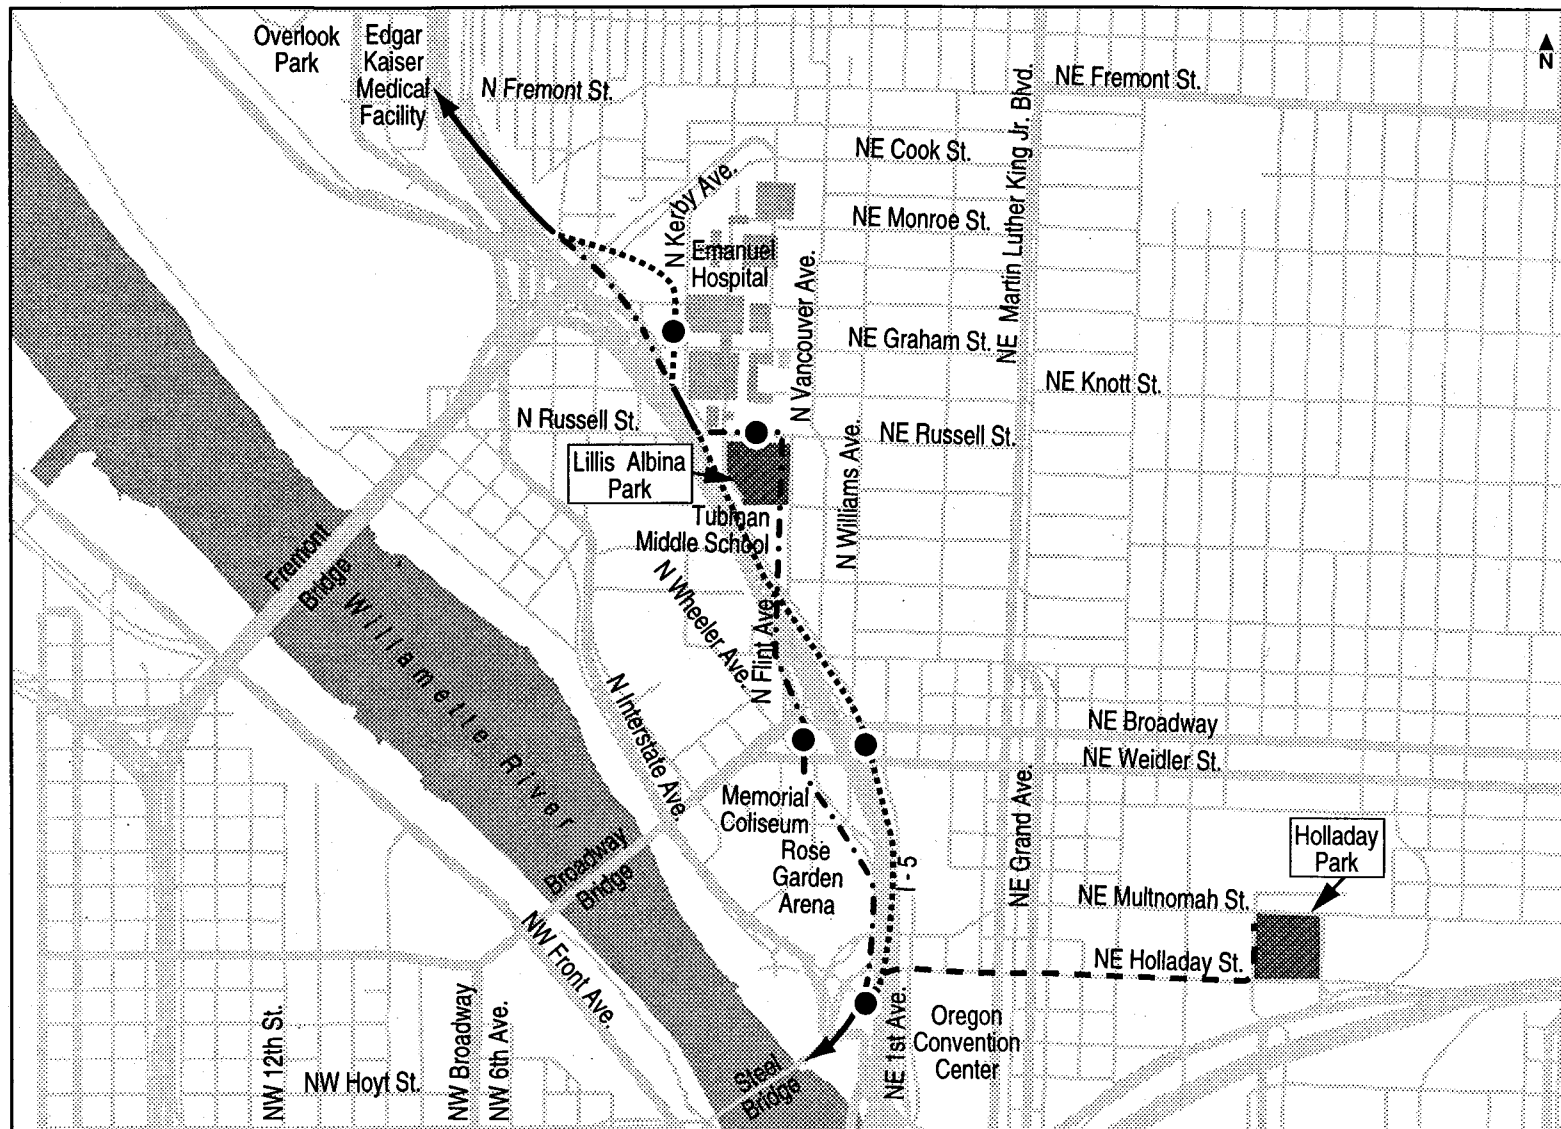 Overlook
Park
Edgar
Kaiser
Medical
Facility
N Fremont St.
NE Fremont St.
N
NE Martin Luther King Jr. Blvd.
NE Cook St.
N Kerby Ave.
NE Monroe St.
Emanuel
Hospital
N Vancouver Ave.
NE Graham St.
NE Knott St.
N Russell St.
NE Russell St.
Lillis Albina
Park
N Williams Ave.
Tubman
Middle School
Fremont
Bridge
Willamette River
N Wheeler Ave.
N Flint Ave.
N Interstate Ave.
NE Broadway
NE Weidler St.
Memorial
Coliseum
Rose
Garden
Arena
I-5
NE Grand Ave.
Holladay
Park
Broadway
Bridge
NE Multnomah St.
NE Holladay St.
NW Front Ave.
NE 1st Ave.
Oregon
Convention
Center
NW 12th St.
NW Hoyt St.
NW Broadway
NW 6th Ave.
Steel
Bridge